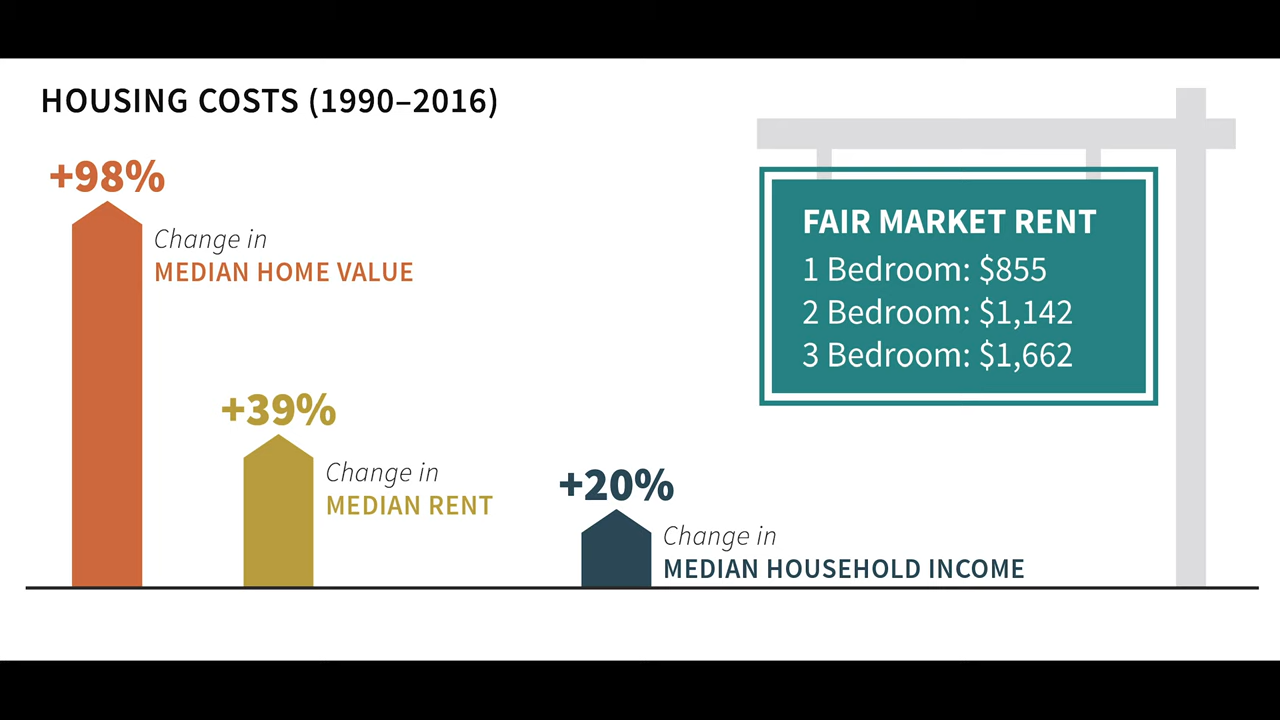 HOUSING COSTS (1990–2016)
+98%
Change in
MEDIAN HOME VALUE
+39%
Change in
MEDIAN RENT
+20%
Change in
MEDIAN HOUSEHOLD INCOME
FAIR MARKET RENT
1 Bedroom: $855
2 Bedroom: $1,142
3 Bedroom: $1,662